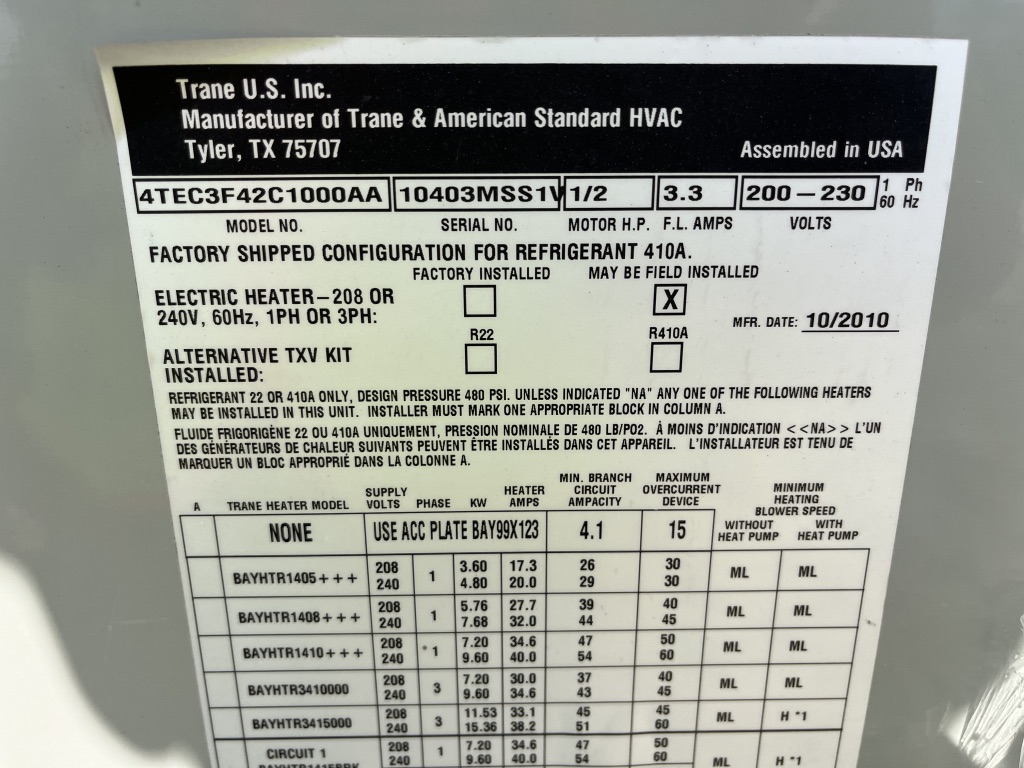 Trane U.S. Inc.
Manufacturer of Trane & American Standard HVAC
Tyler, TX 75707
Assembled in USA
4TEC3F42C1000AA 10403MSS1V 1/2 3.3 200 – 230 1 Ph 60 Hz
MODEL NO. SERIAL NO. MOTOR H.P. F.L. AMPS VOLTS
FACTORY SHIPPED CONFIGURATION FOR REFRIGERANT 410A.
FACTORY INSTALLED MAY BE FIELD INSTALLED
ELECTRIC HEATER – 208 OR X
240V, 60Hz, 1PH OR 3PH:
MFR. DATE: 10/2010
R22 R410A
ALTERNATIVE TXV KIT
INSTALLED:
REFRIGERANT 22 OR 410A ONLY, DESIGN PRESSURE 480 PSI. UNLESS INDICATED "NA" ANY ONE OF THE FOLLOWING HEATERS
MAY BE INSTALLED IN THIS UNIT. INSTALLER MUST MARK ONE APPROPRIATE BLOCK IN COLUMN A.
FLUIDE FRIGORIGÈNE 22 OU 410A UNIQUEMENT, PRESSION NOMINALE DE 480 LB/PO2. À MOINS D'INDICATION <<NA>> L'UN
DES GÉNÉRATEURS DE CHALEUR SUIVANTS PEUVENT ÊTRE INSTALLÉS DANS CET APPAREIL. L'INSTALLATEUR EST TENU DE
MARQUER UN BLOC APPROPRIÉ DANS LA COLONNE A.
A TRANE HEATER MODEL SUPPLY VOLTS PHASE KW HEATER AMPS MIN. BRANCH CIRCUIT AMPACITY MAXIMUM OVERCURRENT DEVICE MINIMUM HEATING BLOWER SPEED
WITHOUT HEAT PUMP WITH HEAT PUMP
NONE USE ACC PLATE BAY99X123 4.1 15
BAYHTR1405+++ 208 1 3.60 17.3 26 30 ML ML
240 4.80 20.0 29 30
BAYHTR1408+++ 208 1 5.76 27.7 39 40 ML ML
240 7.68 32.0 44 45
BAYHTR1410+++ 208 *1 7.20 34.6 47 50 ML ML
240 9.60 40.0 54 60
BAYHTR3410000 208 3 7.20 30.0 37 40 ML ML
240 9.60 34.6 43 45
BAYHTR3415000 208 3 11.53 33.1 45 45 ML H *1
240 15.36 38.2 51 60
CIRCUIT 1 208 1 7.20 34.6 47 50 ML H *1
240 9.60 40.0 54 60